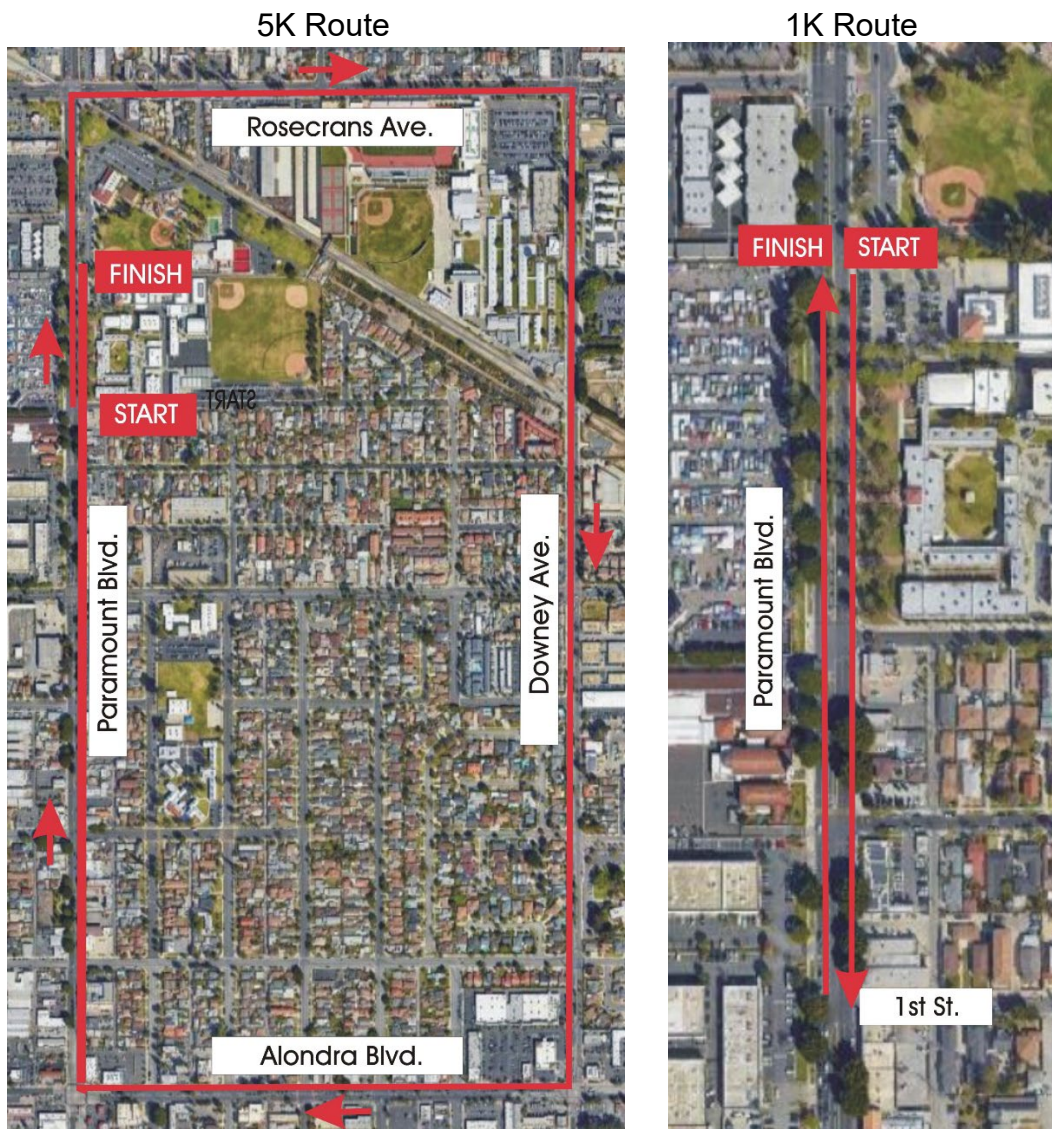 5K Route
Rosecrans Ave.
FINISH
START
START
Paramount Blvd.
Downey Ave.
Alondra Blvd.
1K Route
FINISH
START
Paramount Blvd.
1st St.